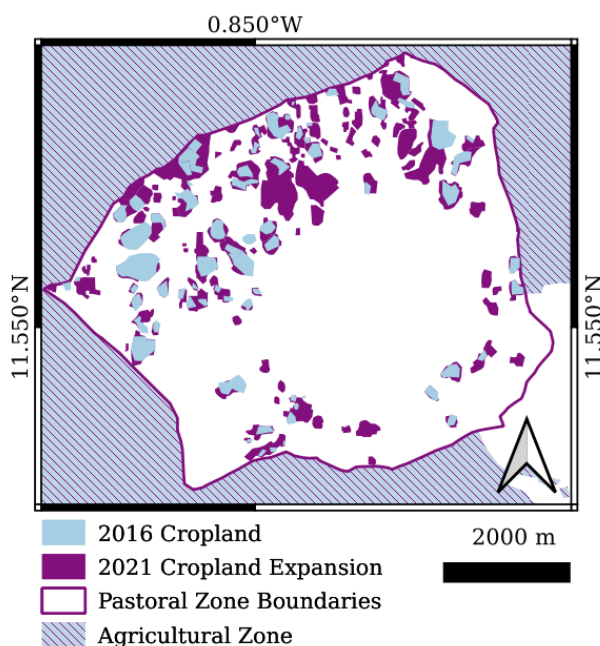 0.850°W
11.550°N
11.550°N
2016 Cropland
2021 Cropland Expansion
Pastoral Zone Boundaries
Agricultural Zone
2000 m